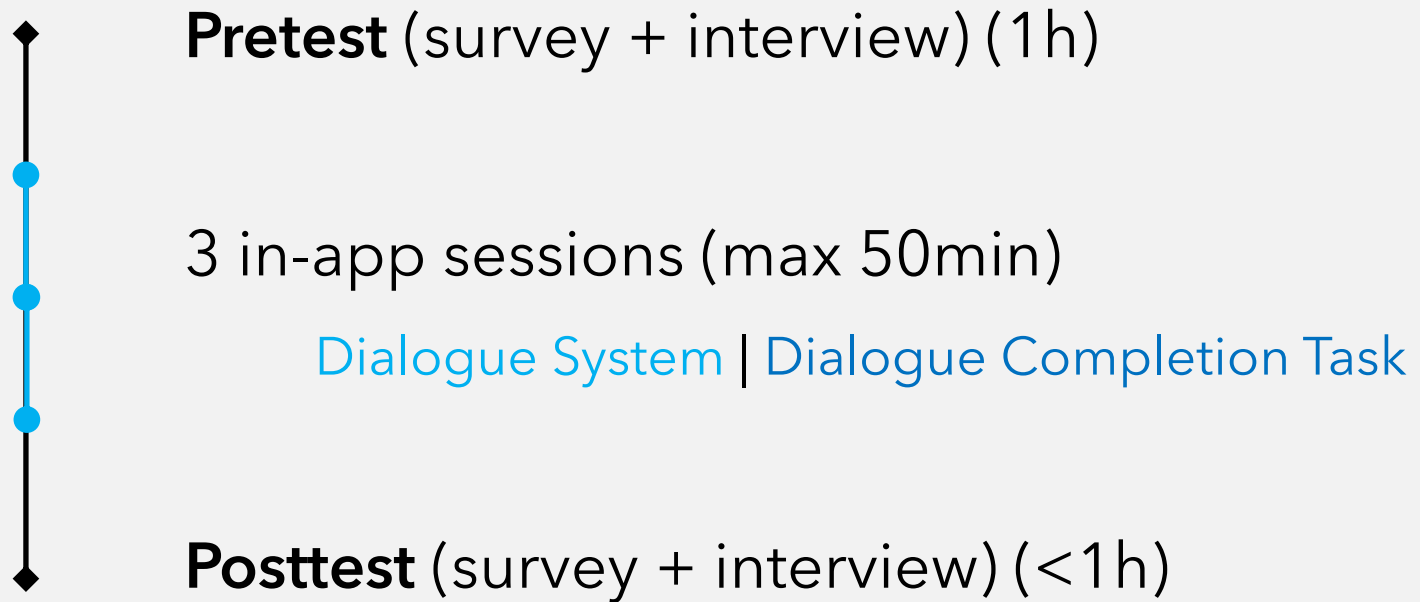 Pretest (survey + interview) (1h)
3 in-app sessions (max 50min)
Dialogue System | Dialogue Completion Task
Posttest (survey + interview) (<1h)